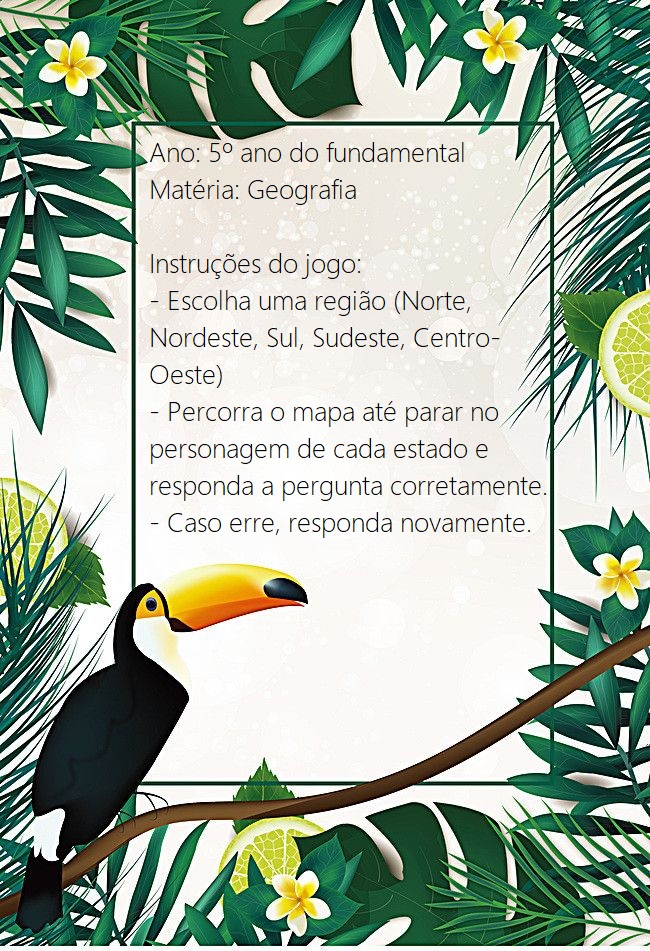 Ano: 5º ano do fundamental
Matéria: Geografia
Instruções do jogo:
- Escolha uma região (Norte,
Nordeste, Sul, Sudeste, Centro-
Oeste)
- Percorra o mapa até parar no
personagem de cada estado e
responda a pergunta corretamente.
- Caso erre, responda novamente.